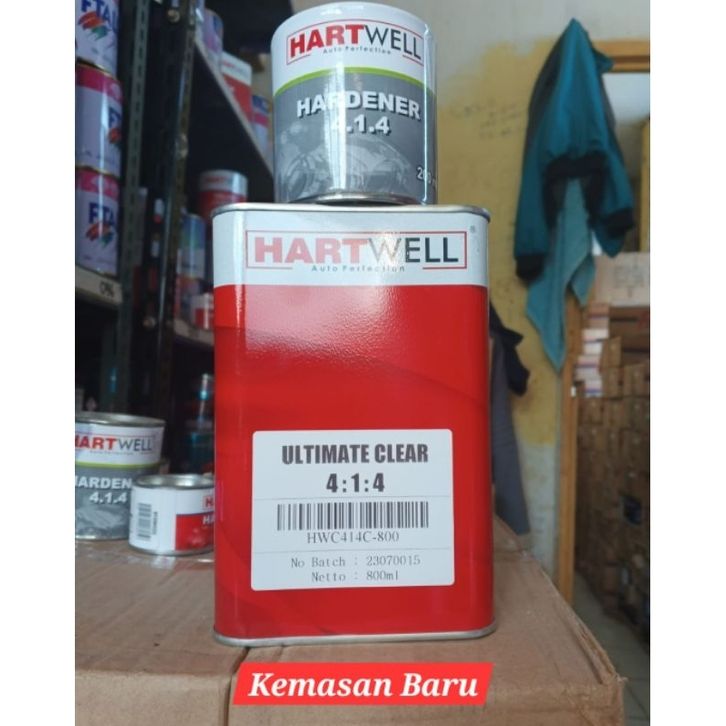 HARTWELL
Auto Perfection
HARDENER
4.1.4
HARTWELL
®
Auto Perfection
ULTIMATE CLEAR
4:1:4
HWC414C-800
No Batch : 23070015
Netto : 800ml
HARTWELL
HARDENER
4.1.4
Kemasan Baru